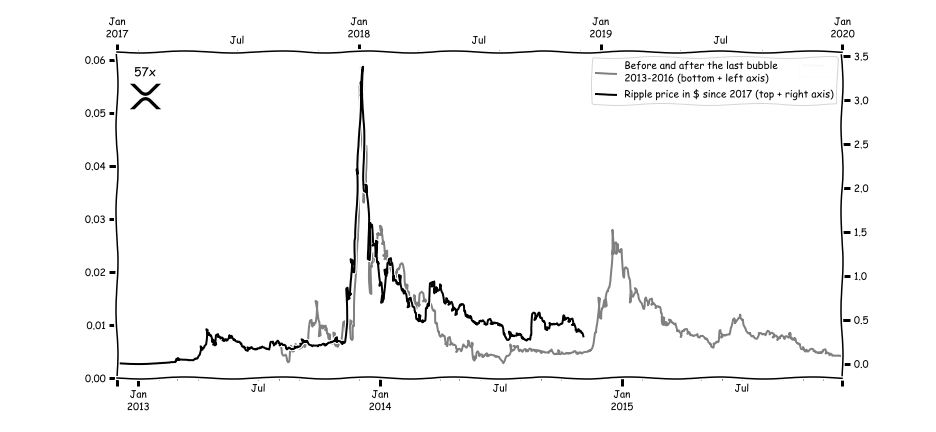 Jan Jan Jan Jan
2017 Jul 2018 Jul 2019 Jul 2020
57x
Before and after the last bubble
2013-2016 (bottom + left axis)
Ripple price in $ since 2017 (top + right axis)
0.06
0.05
0.04
0.03
0.02
0.01
0.00
3.5
3.0
2.5
2.0
1.5
1.0
0.5
0.0
Jan Jul Jan Jul Jan Jul
2013 2014 2015